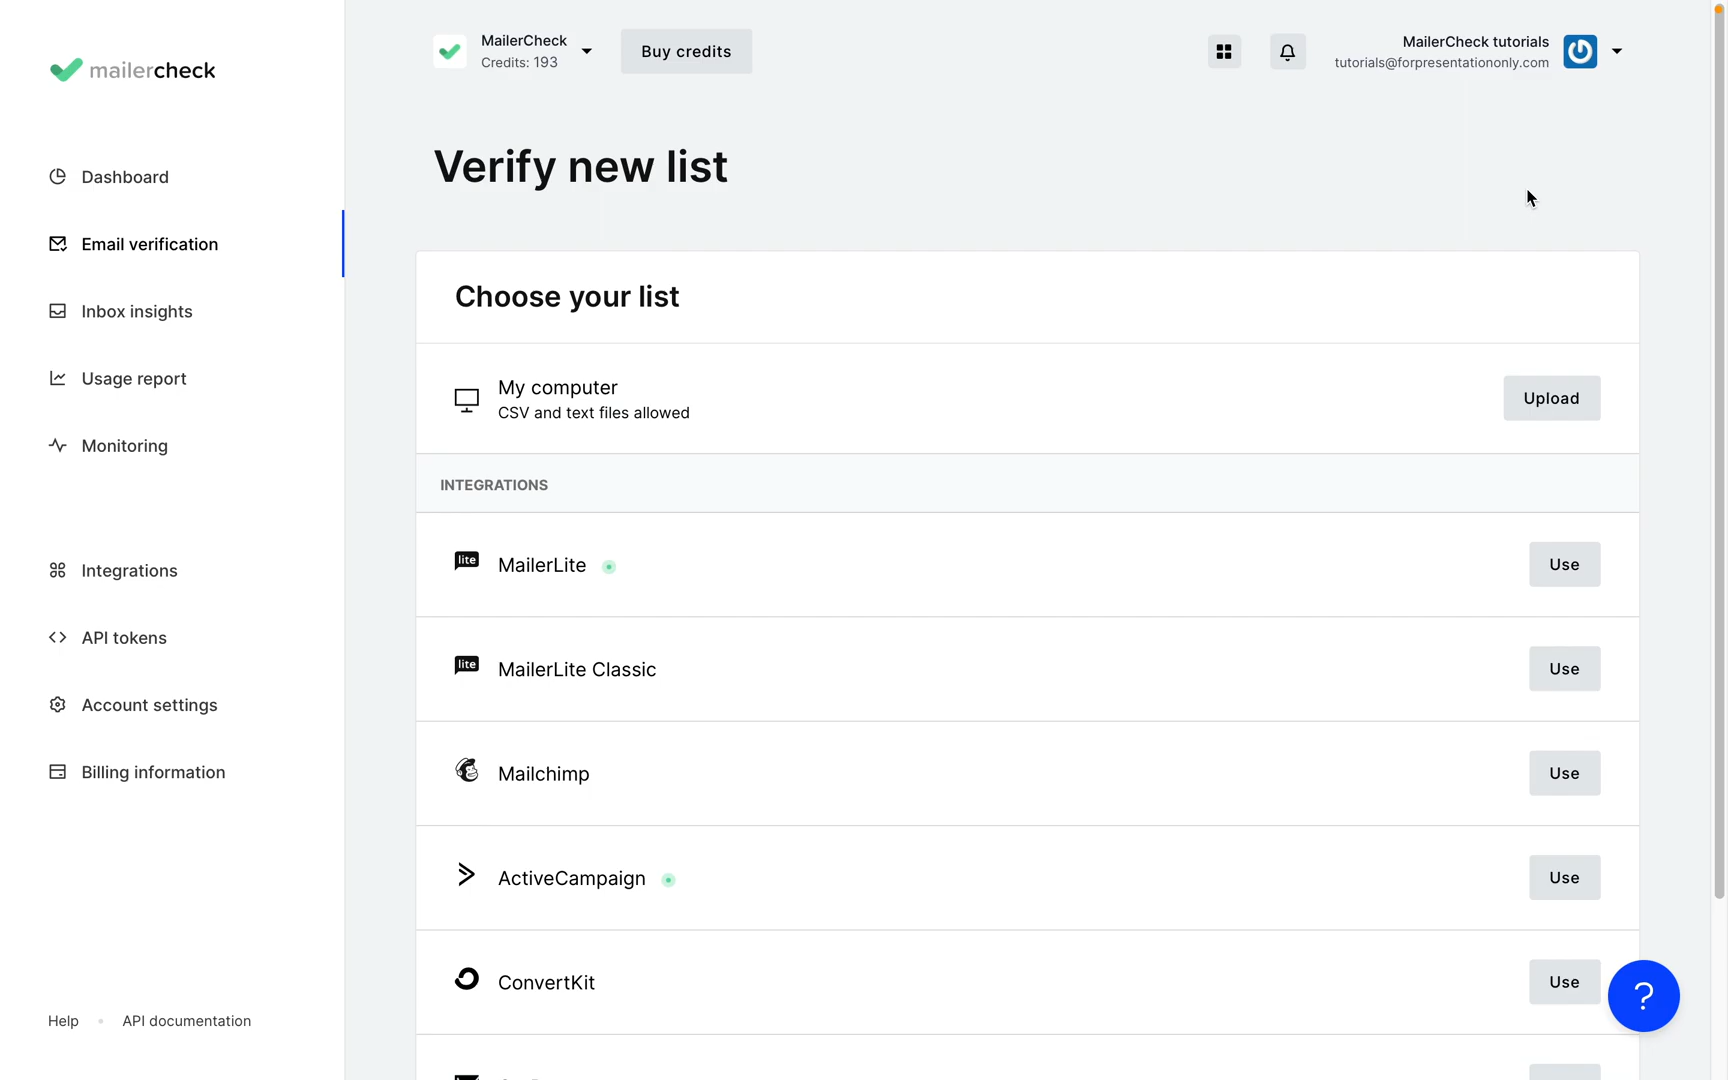 mailercheck
MailerCheck
Credits: 193
Buy credits
MailerCheck tutorials
tutorials@forpresentationonly.com
Dashboard
Email verification
Inbox insights
Usage report
Monitoring
Integrations
API tokens
Account settings
Billing information
Help • API documentation
Verify new list
Choose your list
My computer
CSV and text files allowed
Upload
INTEGRATIONS
lite MailerLite
Use
lite MailerLite Classic
Use
Mailchimp
Use
ActiveCampaign
Use
ConvertKit
Use
?